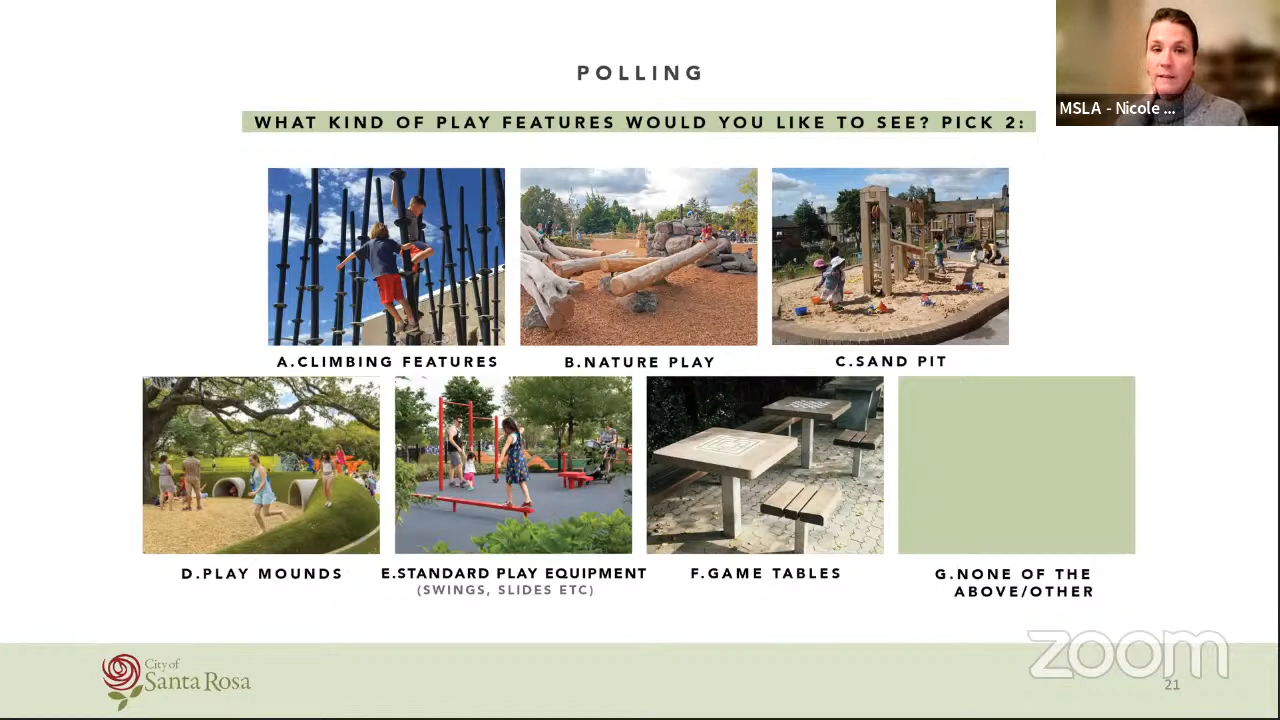 POLLING
MSLA - Nicole ...
WHAT KIND OF PLAY FEATURES WOULD YOU LIKE TO SEE? PICK 2:
A.CLIMBING FEATURES
B.NATURE PLAY
C.SAND PIT
D.PLAY MOUNDS
E.STANDARD PLAY EQUIPMENT
(SWINGS, SLIDES ETC)
F.GAME TABLES
G.NONE OF THE
ABOVE/OTHER
City of
Santa Rosa
zoom
21